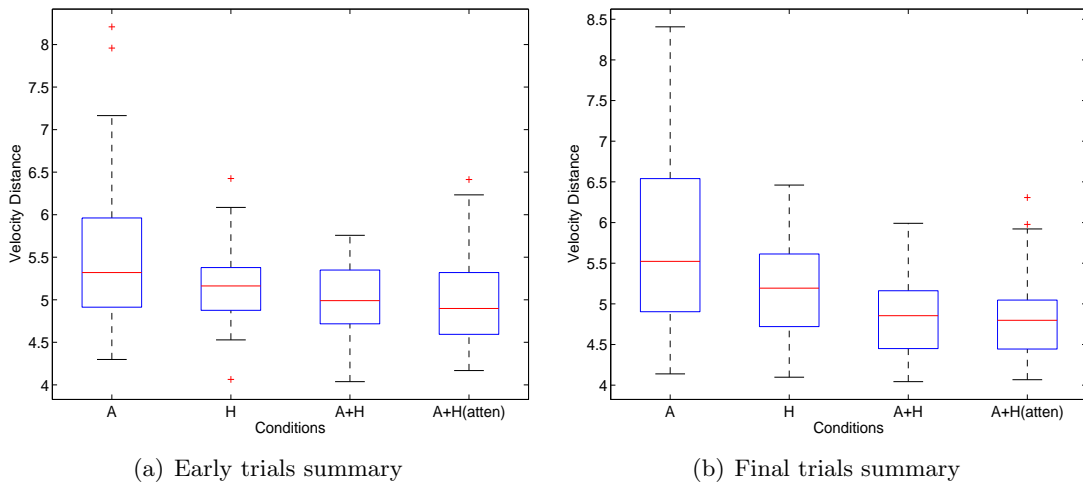 8
7.5
7
6.5
6
5.5
5
4.5
4
Velocity Distance
A H A+H A+H(atten)
Conditions
(a) Early trials summary
8.5
8
7.5
7
6.5
6
5.5
5
4.5
4
Velocity Distance
A H A+H A+H(atten)
Conditions
(b) Final trials summary